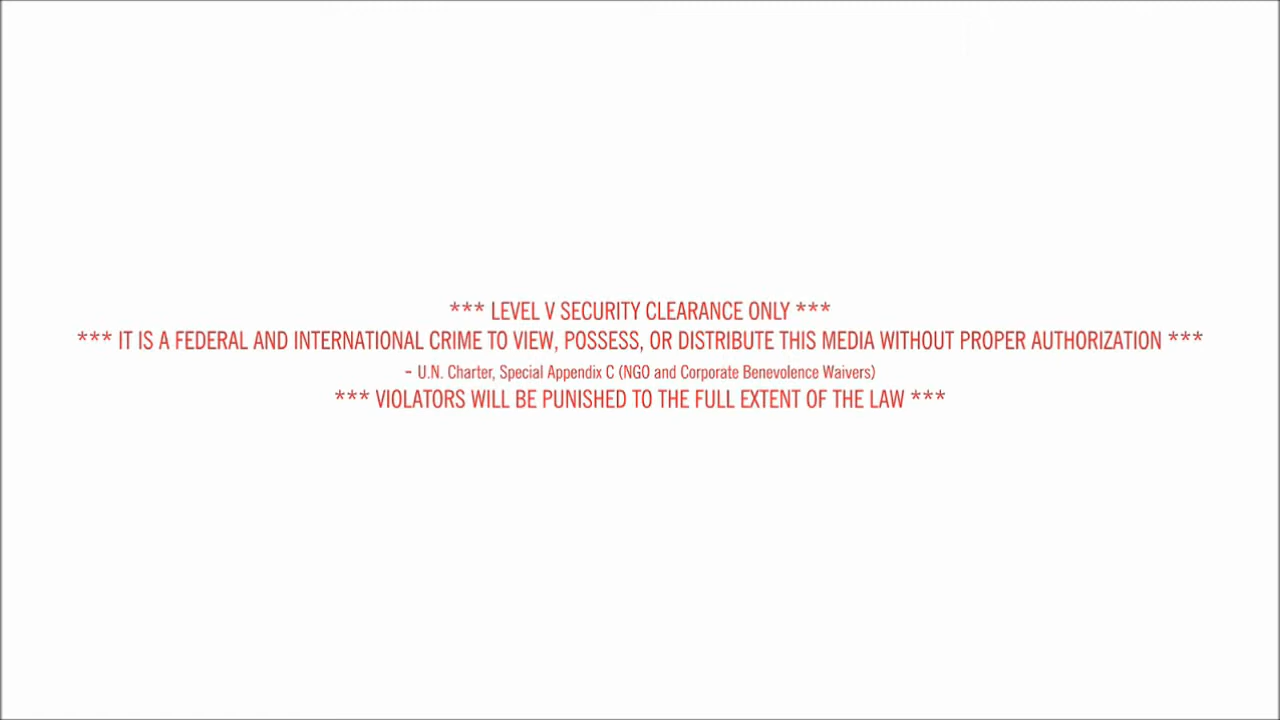 *** LEVEL V SECURITY CLEARANCE ONLY ***
*** IT IS A FEDERAL AND INTERNATIONAL CRIME TO VIEW, POSSESS, OR DISTRIBUTE THIS MEDIA WITHOUT PROPER AUTHORIZATION ***
- U.N. Charter, Special Appendix C (NGO and Corporate Benevolence Waivers)
*** VIOLATORS WILL BE PUNISHED TO THE FULL EXTENT OF THE LAW ***